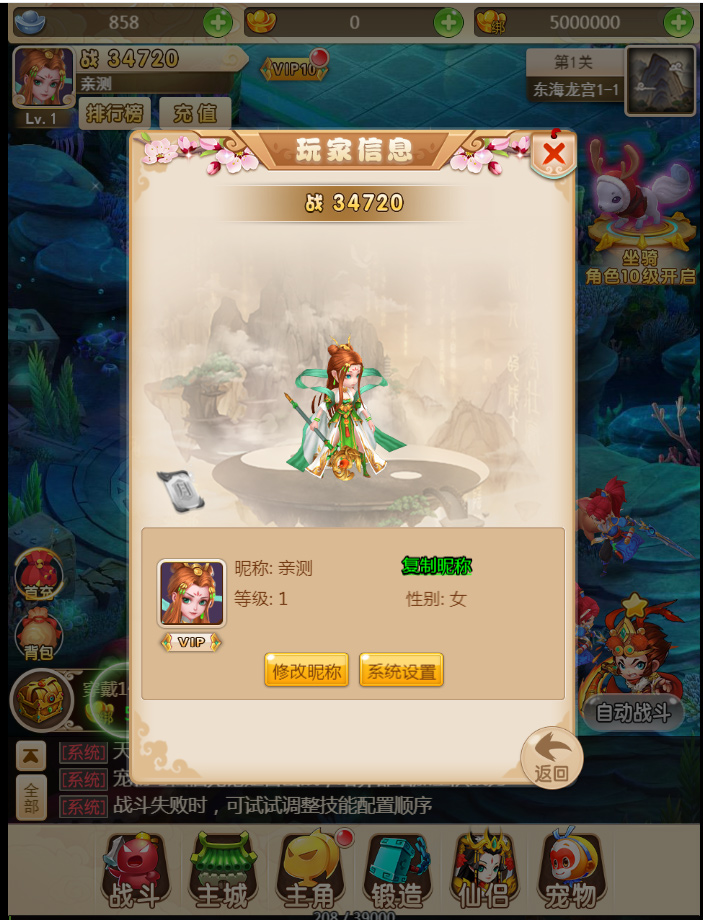 858
0
绑
5000000
战 34720
VIP10
第1关
亲测
东海龙宫1-1
Lv.1
排行榜
充值
玩家信息
战 34720
坐骑
角色10级开启
昵称: 亲测
复制昵称
等级: 1
性别: 女
首充
VIP
背包
修改昵称
系统设置
穿戴1
绑
自动战斗
[系统] 天
返回
全部
[系统] 宠
[系统] 战斗失败时，可试试调整技能配置顺序
战斗
主城
主角
锻造
仙侣
宠物
208 / 39000